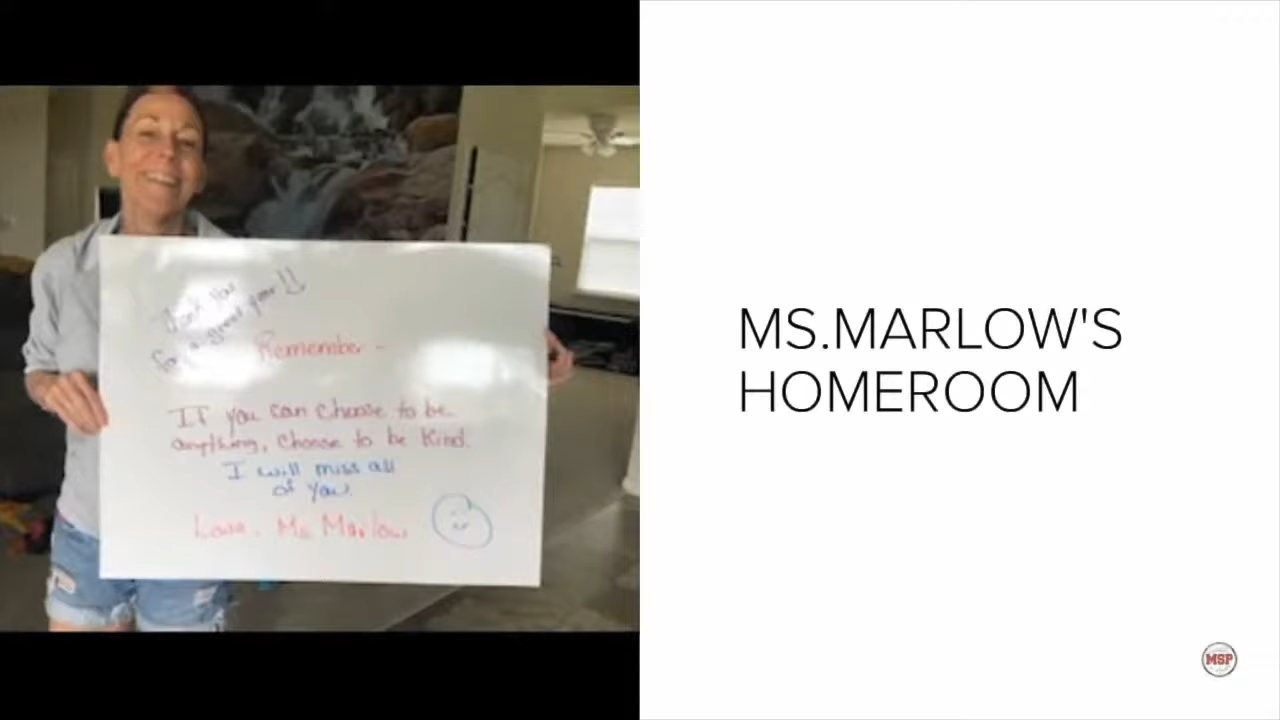 Thank you
for a great year!!
Remember -
If you can choose to be
anything, choose to be kind.
I will miss all
of you.
Love, Ms Marlow
MS.MARLOW'S
HOMEROOM
MSP